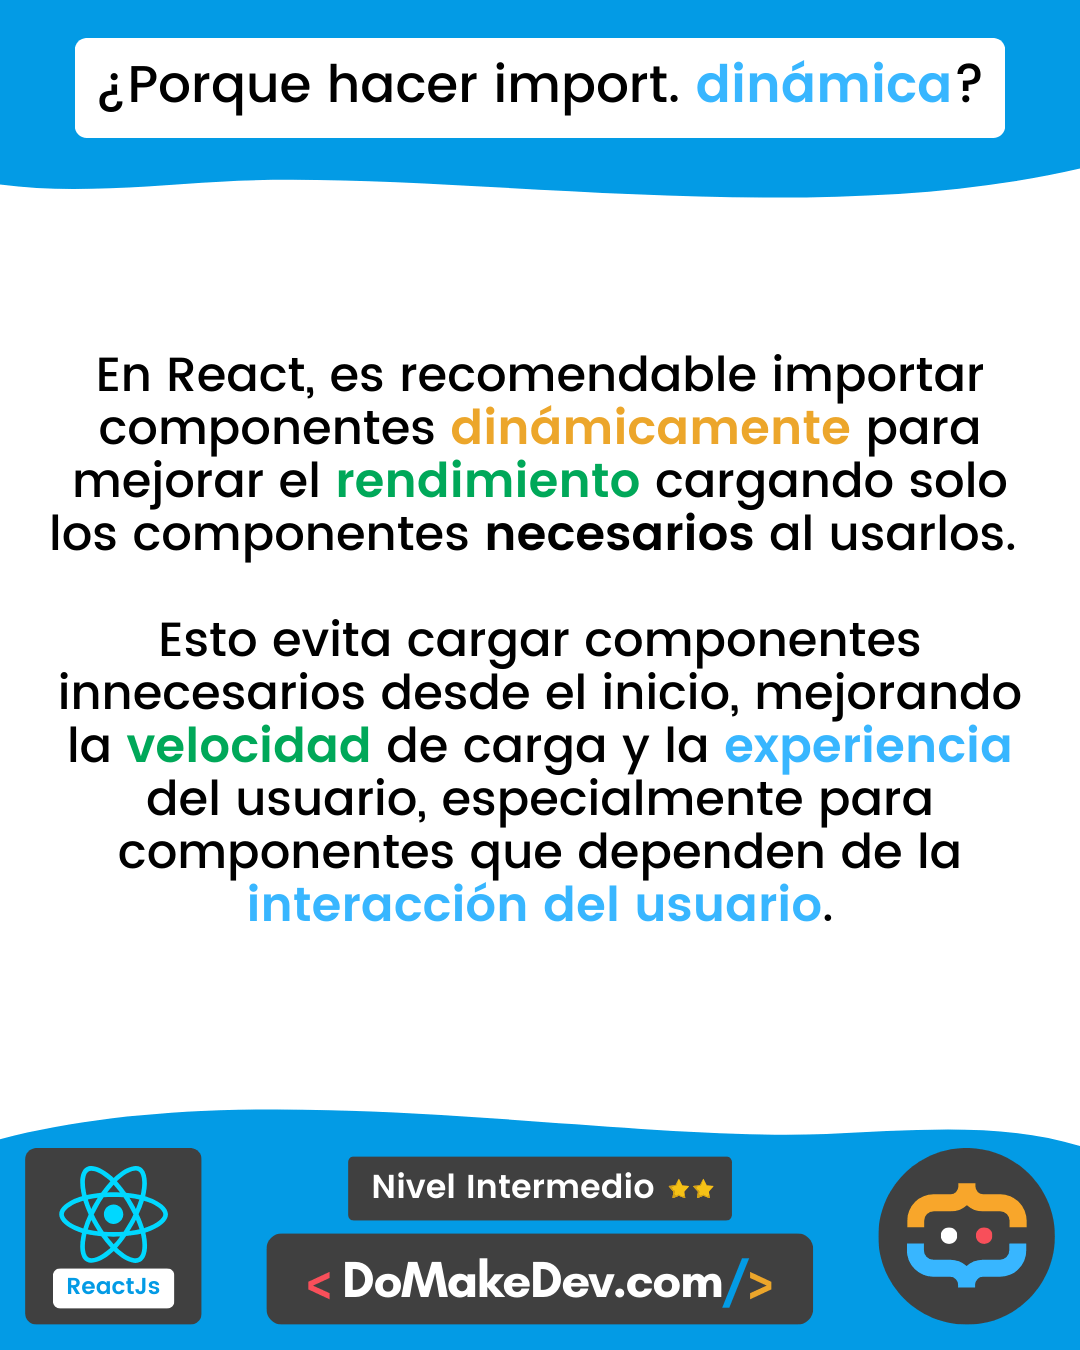 ¿Porque hacer import. dinámica?
En React, es recomendable importar
componentes dinámicamente para
mejorar el rendimiento cargando solo
los componentes necesarios al usarlos.
Esto evita cargar componentes
innecesarios desde el inicio, mejorando
la velocidad de carga y la experiencia
del usuario, especialmente para
componentes que dependen de la
interacción del usuario.
Nivel Intermedio
ReactJs
< DoMakeDev.com/>